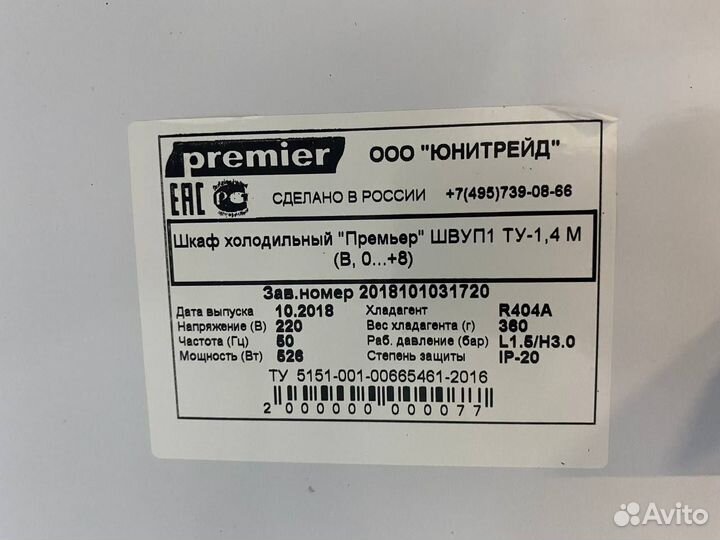 premier ООО "ЮНИТРЕЙД"
ЕАС РСТ СДЕЛАНО В РОССИИ +7(495)739-08-66
Шкаф холодильный "Премьер" ШВУП1 ТУ-1,4 М
(В, 0...+8)
Зав.номер 2018101031720
Дата выпуска 10.2018 Хладагент R404A
Напряжение (В) 220 Вес хладагента (г) 360
Частота (Гц) 50 Раб. давление (бар) L1.5/H3.0
Мощность (Вт) 526 Степень защиты IP-20
ТУ 5151-001-00665461-2016
2 000000 000077
Avito